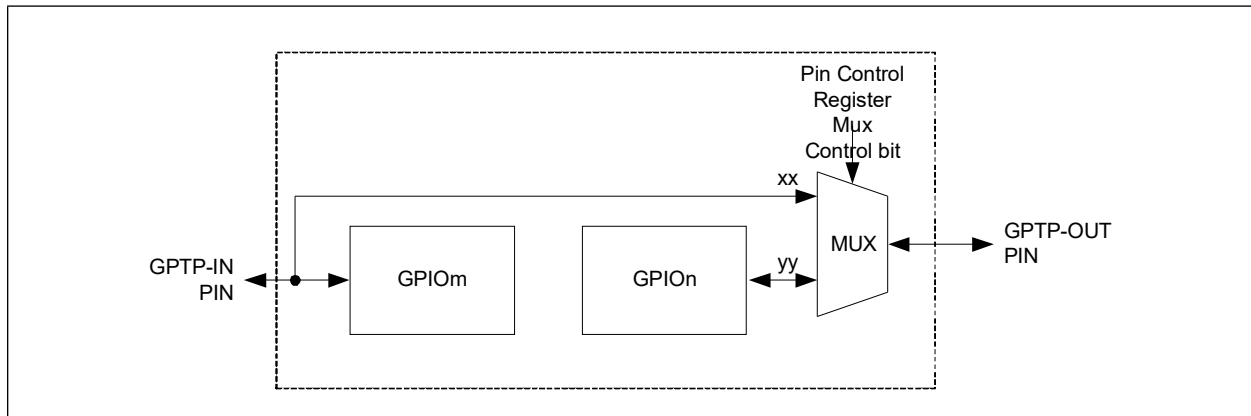 Pin Control
Register
Mux
Control bit
xx
MUX
GPTP-OUT
PIN
GPTP-IN
PIN
GPIOm
GPIOn
yy